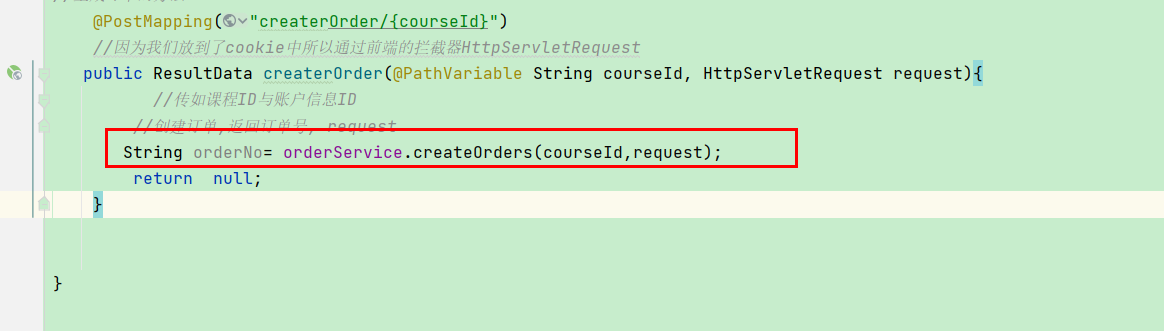 @PostMapping("createrOrder/{courseId}")
//因为我们放到了cookie中所以通过前端的拦截器HttpServletRequest
public ResultData createrOrder(@PathVariable String courseId, HttpServletRequest request){
//传如课程ID与账户信息ID
//创建订单,返回订单号, request
String orderNo= orderService.createOrders(courseId,request);
return null;
}
}